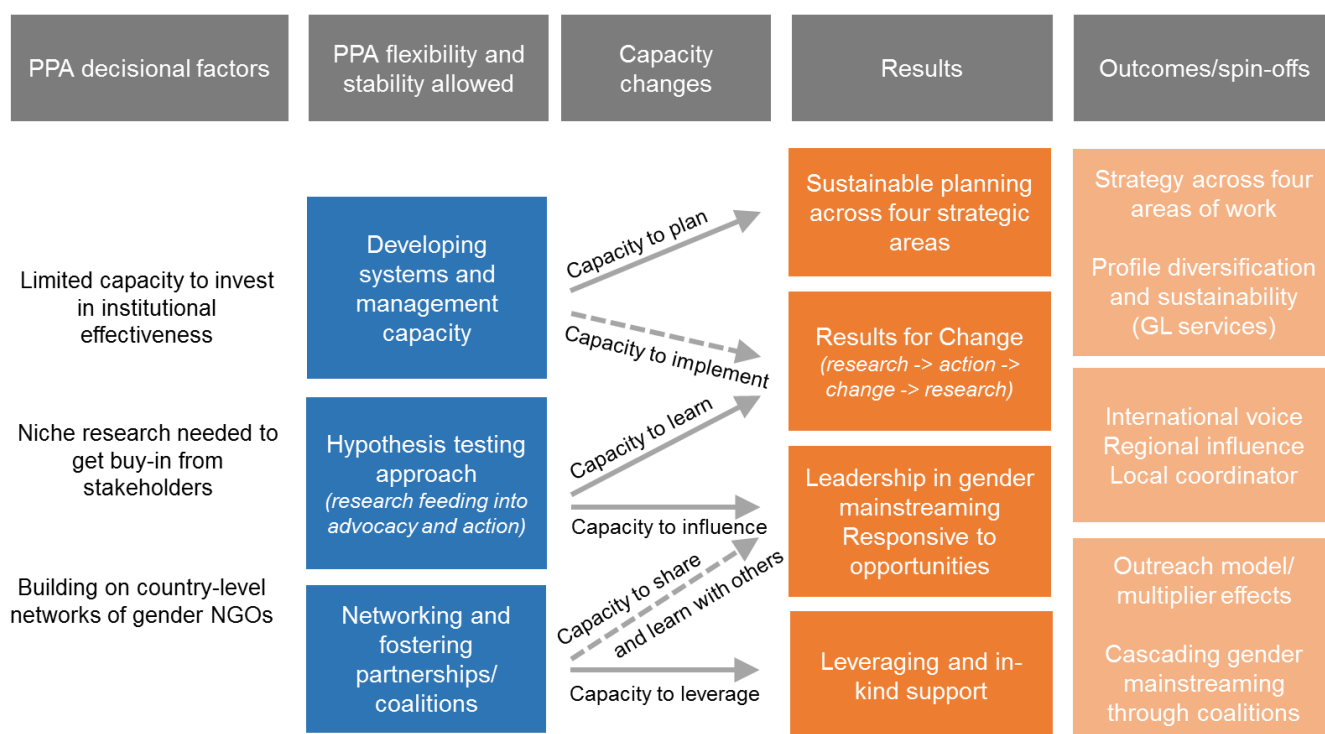 PPA decisional factors
PPA flexibility and
stability allowed
Capacity
changes
Results
Outcomes/spin-offs
Limited capacity to invest
in institutional
effectiveness
Niche research needed to
get buy-in from
stakeholders
Building on country-level
networks of gender NGOs
Developing
systems and
management
capacity
Hypothesis testing
approach
(research feeding into
advocacy and action)
Networking and
fostering
partnerships/
coalitions
Capacity to plan
Capacity to implement
Capacity to learn
Capacity to influence
Capacity to share
and learn with others
Capacity to leverage
Sustainable planning
across four strategic
areas
Results for Change
(research -> action ->
change -> research)
Leadership in gender
mainstreaming
Responsive to
opportunities
Leveraging and in-
kind support
Strategy across four
areas of work
Profile diversification
and sustainability
(GL services)
International voice
Regional influence
Local coordinator
Outreach model/
multiplier effects
Cascading gender
mainstreaming
through coalitions